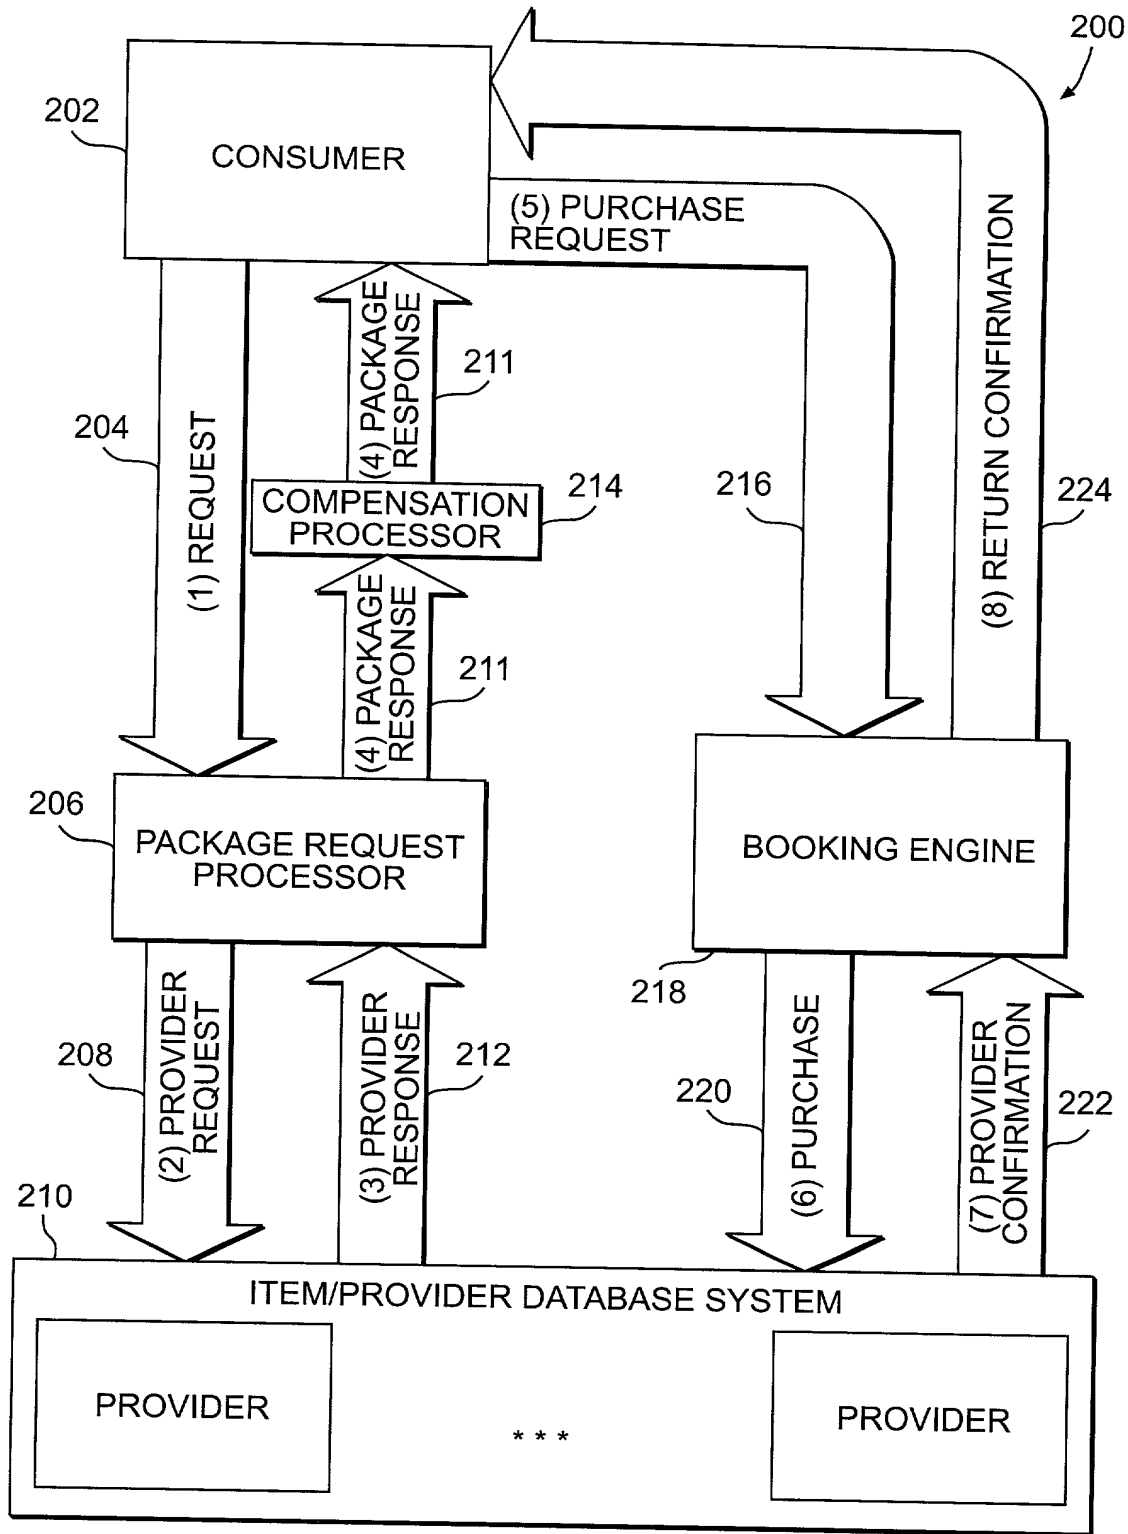 200
202
CONSUMER
(5) PURCHASE
REQUEST
204
(1) REQUEST
(4) PACKAGE
RESPONSE
211
COMPENSATION
PROCESSOR
214
216
(8) RETURN CONFIRMATION
224
(4) PACKAGE
RESPONSE
211
206
PACKAGE REQUEST
PROCESSOR
BOOKING ENGINE
218
208
(2) PROVIDER
REQUEST
(3) PROVIDER
RESPONSE
212
220
(6) PURCHASE
(7) PROVIDER
CONFIRMATION
222
210
ITEM/PROVIDER DATABASE SYSTEM
PROVIDER
* * *
PROVIDER